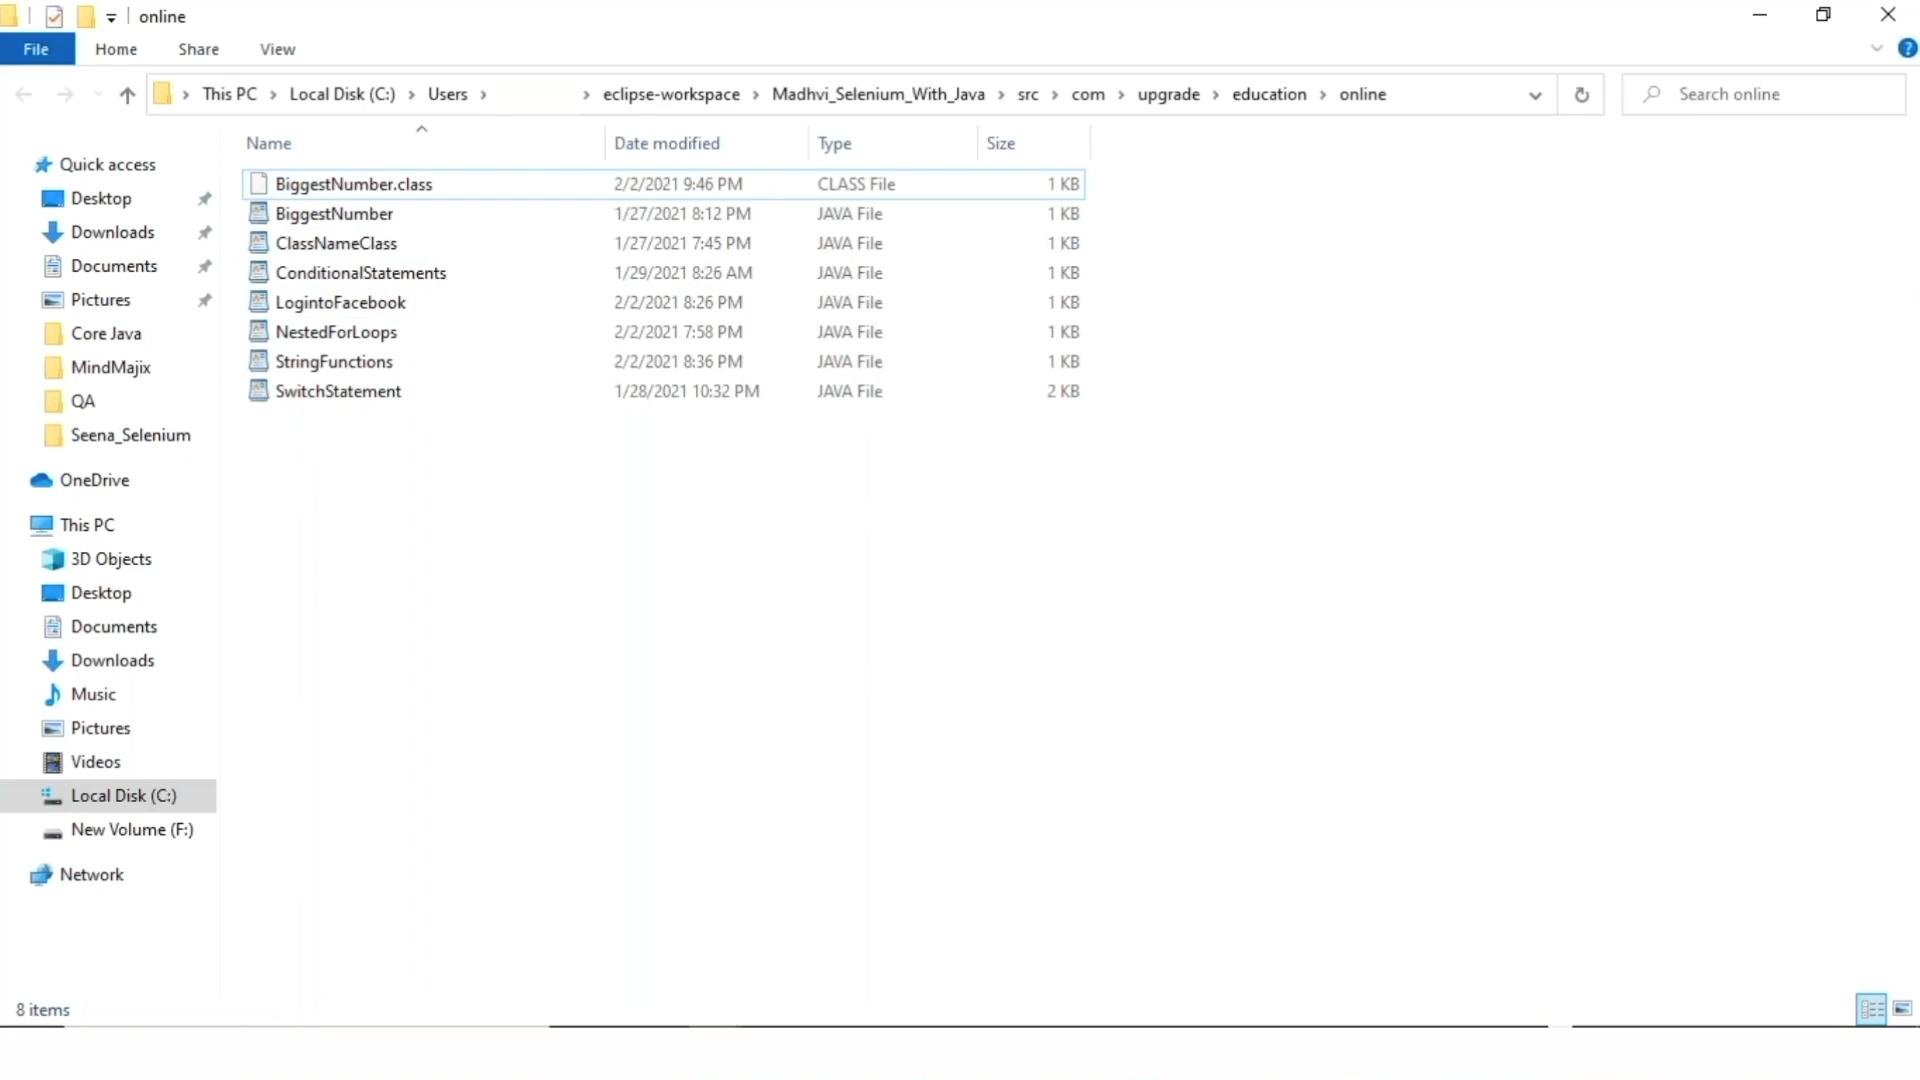 online
File Home Share View
This PC Local Disk (C:) Users eclipse-workspace Madhvi_Selenium_With_Java src com upgrade education online Search online
Name Date modified Type Size
Quick access
Desktop
Downloads
Documents
Pictures
Core Java
MindMajix
QA
Seena_Selenium
OneDrive
This PC
3D Objects
Desktop
Documents
Downloads
Music
Pictures
Videos
Local Disk (C:)
New Volume (F:)
Network
BiggestNumber.class 2/2/2021 9:46 PM CLASS File 1 KB
BiggestNumber 1/27/2021 8:12 PM JAVA File 1 KB
ClassNameClass 1/27/2021 7:45 PM JAVA File 1 KB
ConditionalStatements 1/29/2021 8:26 AM JAVA File 1 KB
LogintoFacebook 2/2/2021 8:26 PM JAVA File 1 KB
NestedForLoops 2/2/2021 7:58 PM JAVA File 1 KB
StringFunctions 2/2/2021 8:36 PM JAVA File 1 KB
SwitchStatement 1/28/2021 10:32 PM JAVA File 2 KB
8 items